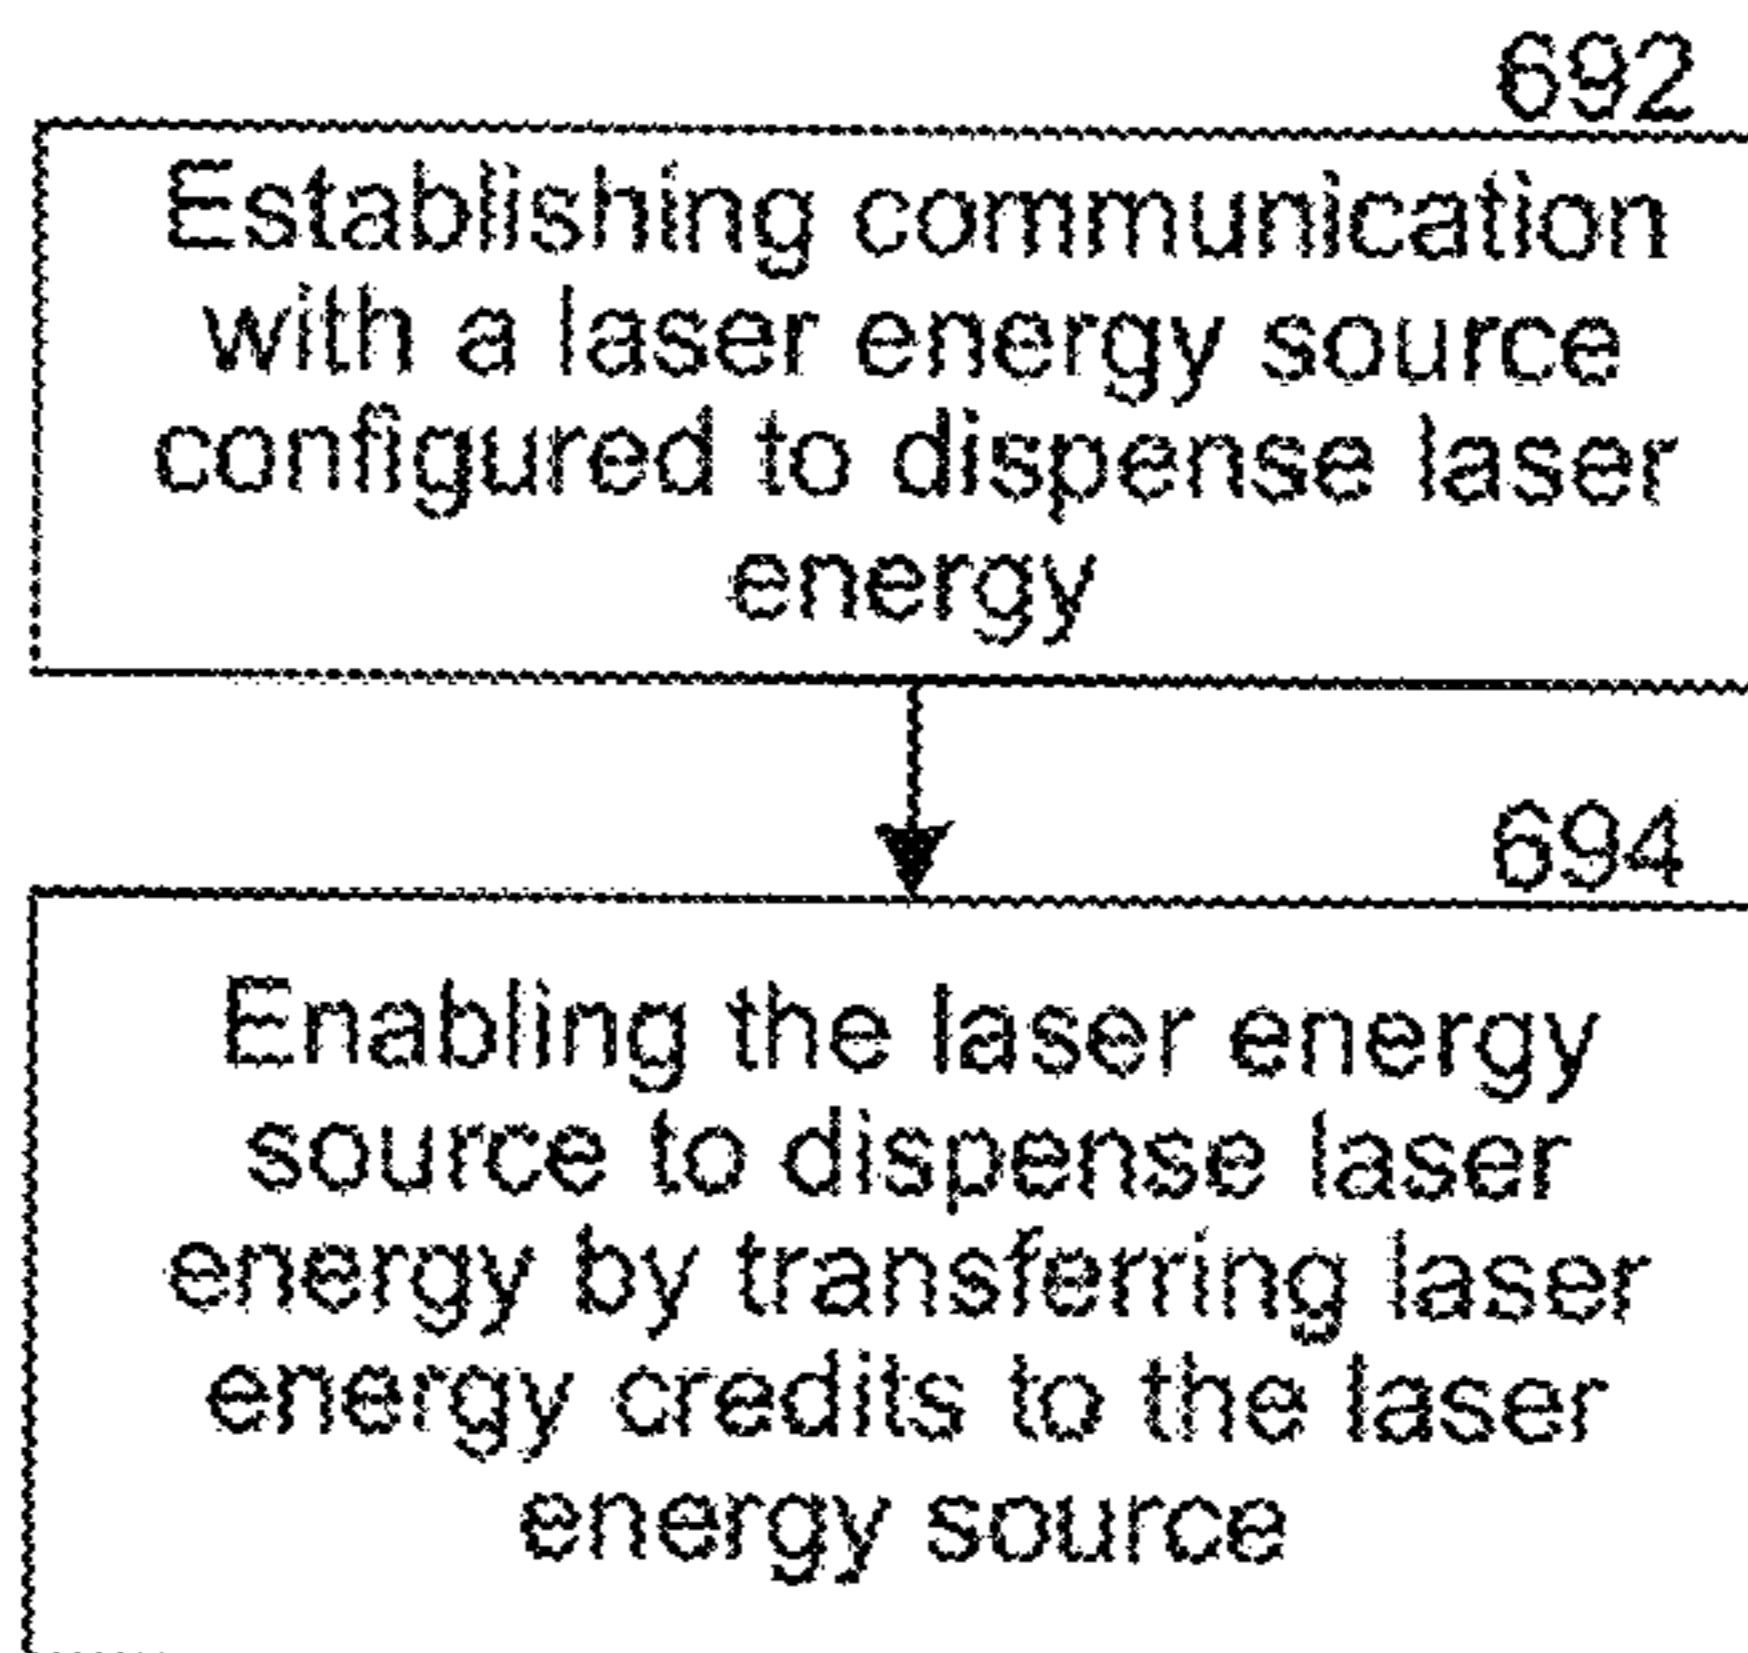 692
Establishing communication
with a laser energy source
configured to dispense laser
energy
694
Enabling the laser energy
source to dispense laser
energy by transferring laser
energy credits to the laser
energy source